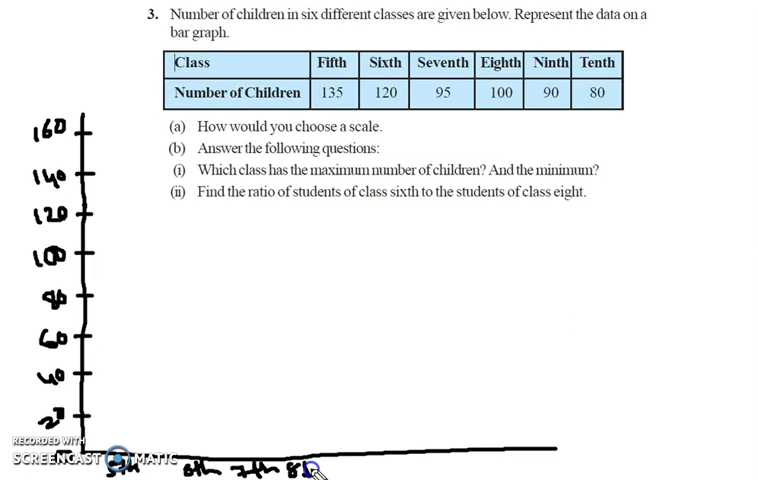 3. Number of children in six different classes are given below. Represent the data on a
bar graph.
Class Fifth Sixth Seventh Eighth Ninth Tenth
Number of Children 135 120 95 100 90 80
(a) How would you choose a scale.
(b) Answer the following questions:
(i) Which class has the maximum number of children? And the minimum?
(ii) Find the ratio of students of class sixth to the students of class eight.
160
140
120
100
80
60
40
20
RECORDED WITH
SCREENCAST MATIC
5th 6th 7th 8